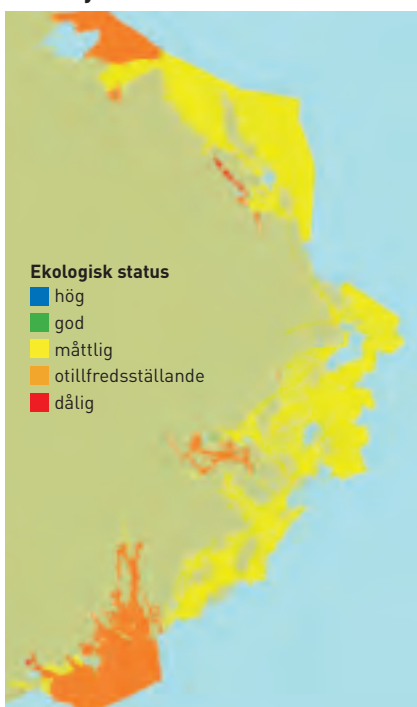 Ekologisk status
hög
god
måttlig
otillfredsställande
dålig